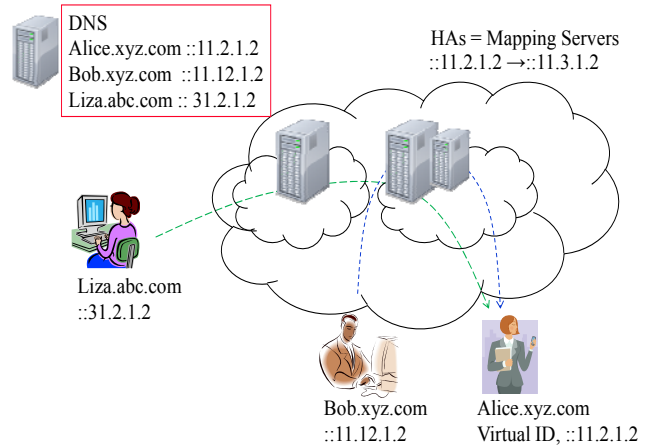 DNS
Alice.xyz.com ::11.2.1.2
Bob.xyz.com ::11.12.1.2
Liza.abc.com :: 31.2.1.2
HAs = Mapping Servers
::11.2.1.2 →::11.3.1.2
Liza.abc.com
::31.2.1.2
Bob.xyz.com
::11.12.1.2
Alice.xyz.com
Virtual ID, ::11.2.1.2